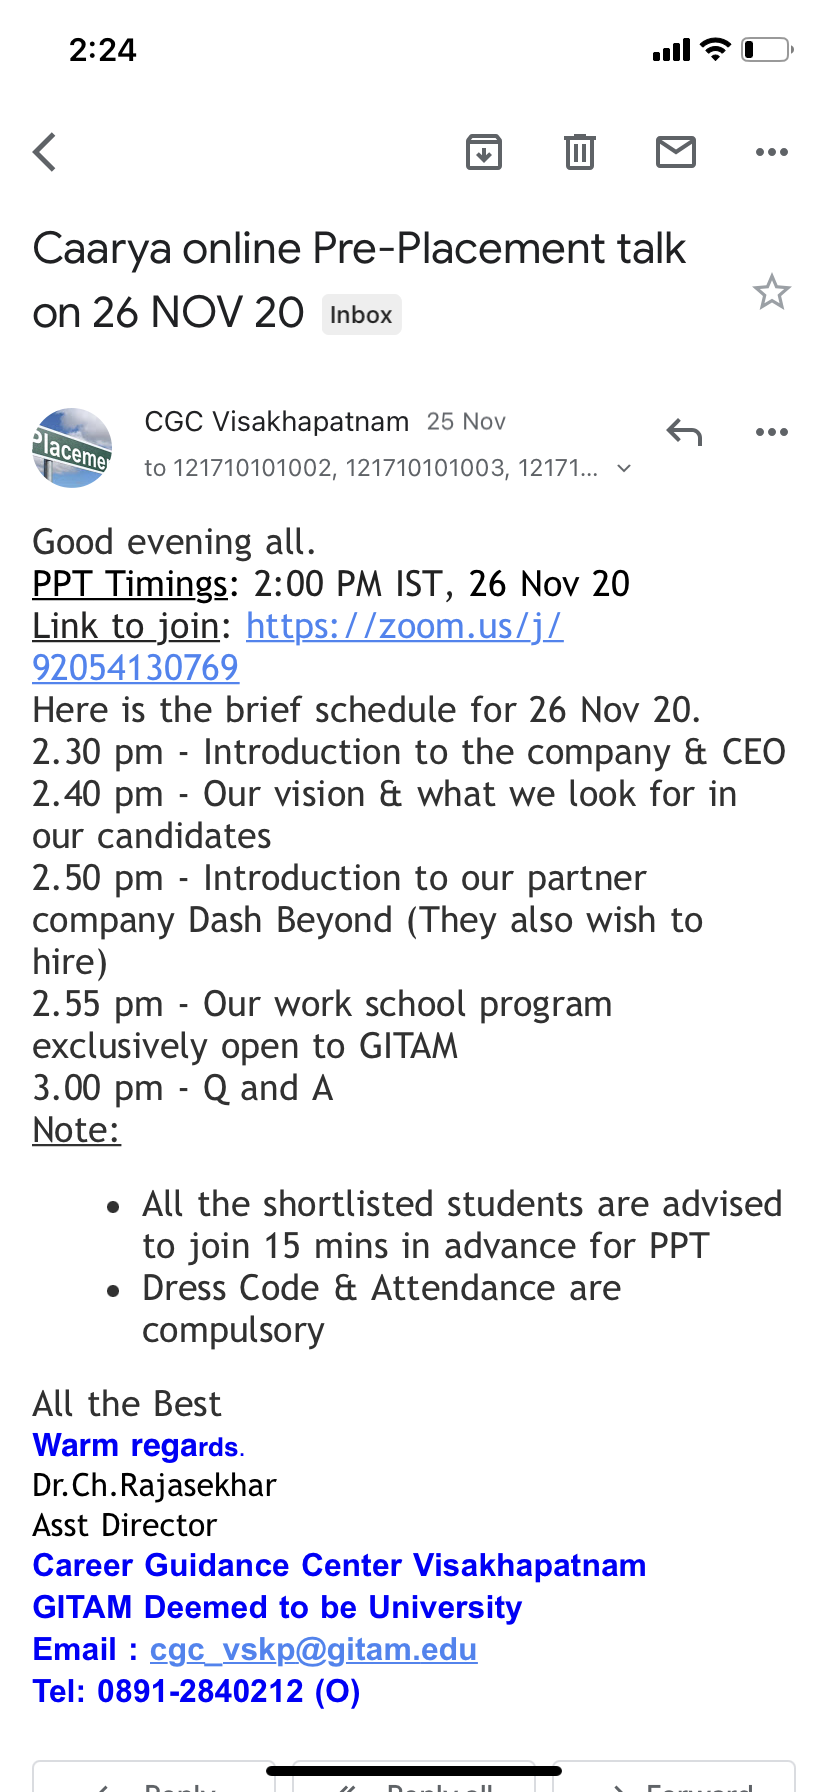 2:24
Caarya online Pre-Placement talk
on 26 NOV 20 Inbox
Placeme
CGC Visakhapatnam 25 Nov
to 121710101002, 121710101003, 12171...
Good evening all.
PPT Timings: 2:00 PM IST, 26 Nov 20
Link to join: https://zoom.us/j/
92054130769
Here is the brief schedule for 26 Nov 20.
2.30 pm - Introduction to the company & CEO
2.40 pm - Our vision & what we look for in
our candidates
2.50 pm - Introduction to our partner
company Dash Beyond (They also wish to
hire)
2.55 pm - Our work school program
exclusively open to GITAM
3.00 pm - Q and A
Note:
• All the shortlisted students are advised
to join 15 mins in advance for PPT
• Dress Code & Attendance are
compulsory
All the Best
Warm regards.
Dr.Ch.Rajasekhar
Asst Director
Career Guidance Center Visakhapatnam
GITAM Deemed to be University
Email : cgc_vskp@gitam.edu
Tel: 0891-2840212 (O)
Reply Reply all Forward